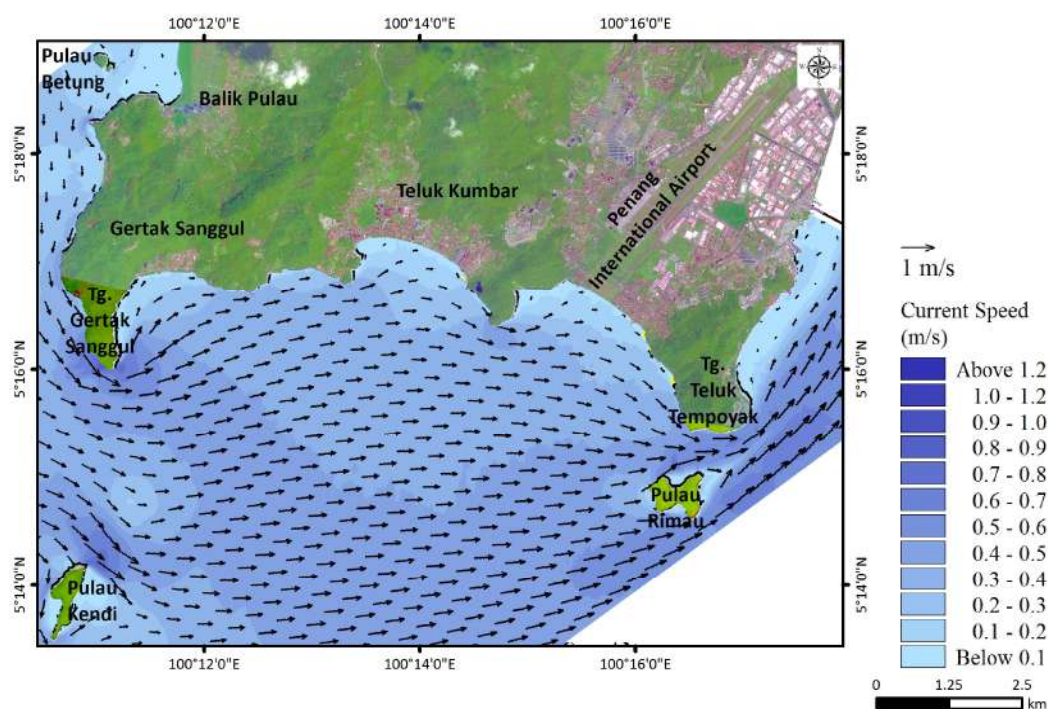 100°12'0"E
100°14'0"E
100°16'0"E
Pulau
Betung
Balik Pulau
5°18'0"N
5°18'0"N
Teluk Kumbar
Penang
International Airport
Gertak Sanggul
1 m/s
Tg.
Gertak
Sanggul
Current Speed
(m/s)
5°16'0"N
5°16'0"N
Tg.
Teluk
Tempoyak
Above 1.2
1.0 - 1.2
0.9 - 1.0
0.8 - 0.9
0.7 - 0.8
0.6 - 0.7
0.5 - 0.6
0.4 - 0.5
0.3 - 0.4
0.2 - 0.3
0.1 - 0.2
Below 0.1
Pulau
Rimau
5°14'0"N
5°14'0"N
Pulau
Kendi
100°12'0"E
100°14'0"E
100°16'0"E
0
1.25
2.5
km